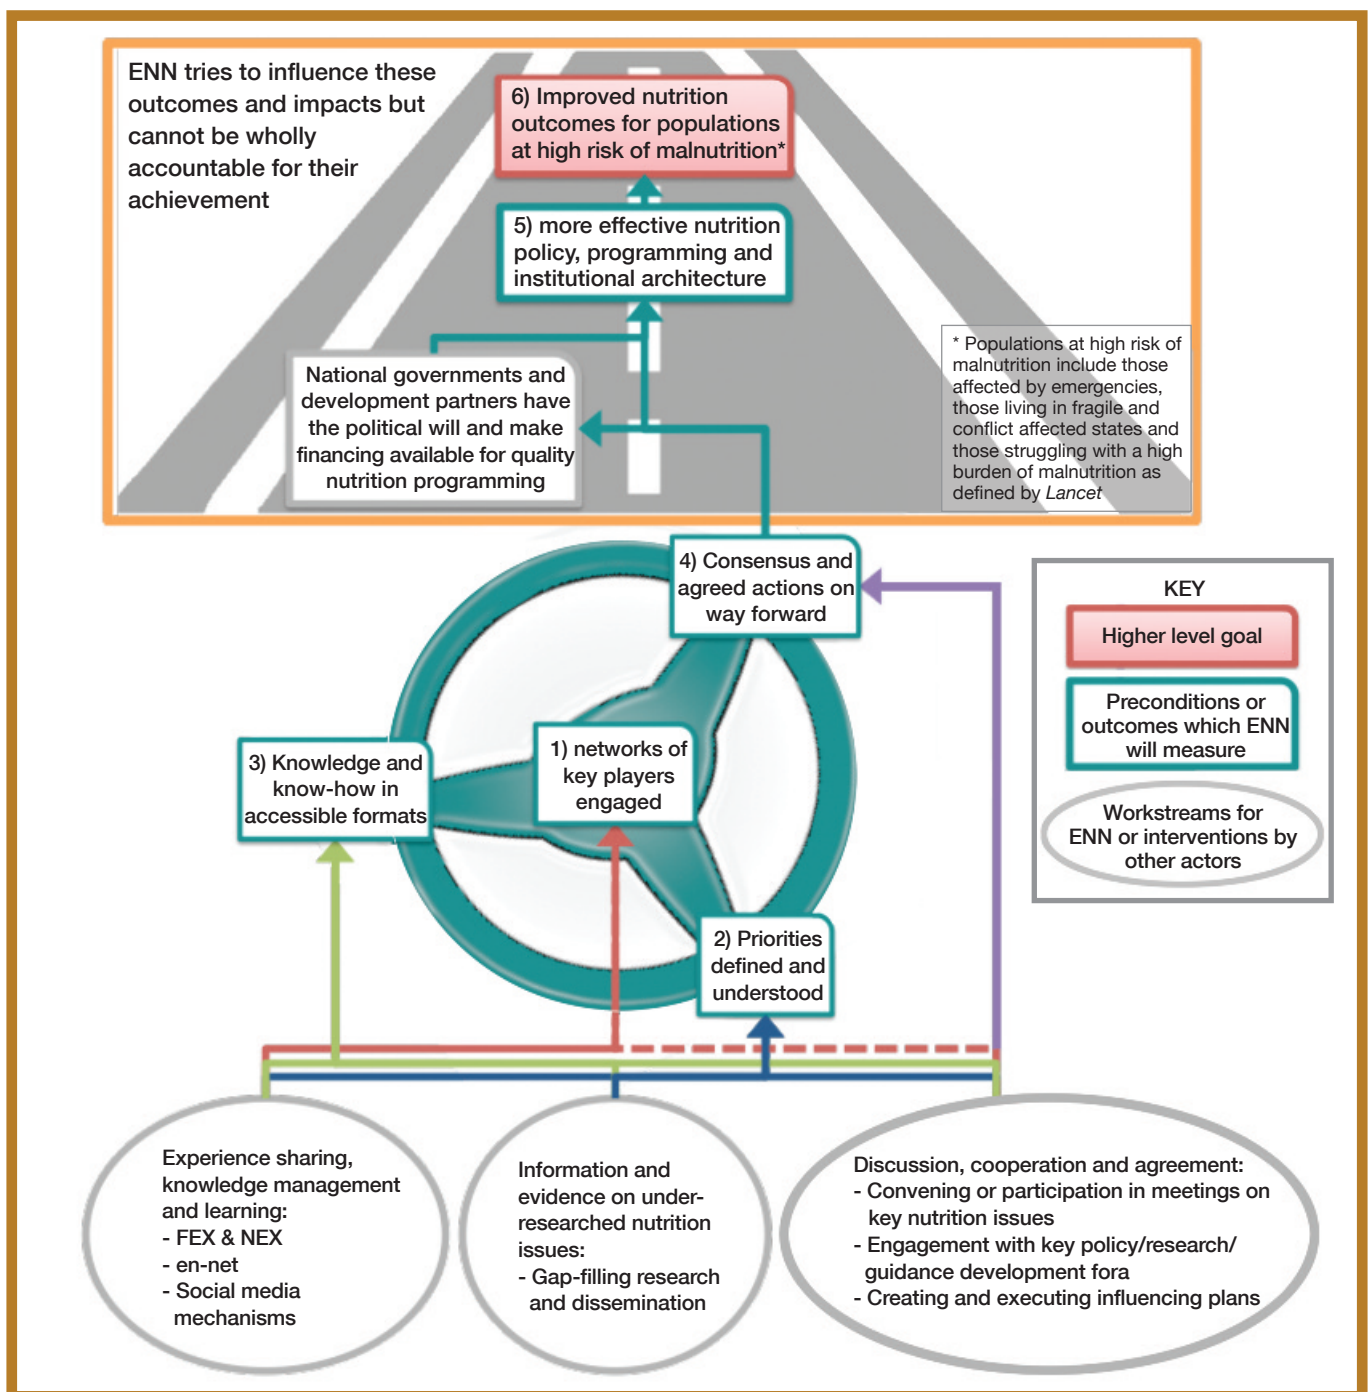 ENN tries to influence these
outcomes and impacts but
cannot be wholly
accountable for their
achievement
6) Improved nutrition
outcomes for populations
at high risk of malnutrition*
5) more effective nutrition
policy, programming and
institutional architecture
National governments and
development partners have
the political will and make
financing available for quality
nutrition programming
* Populations at high risk of
malnutrition include those
affected by emergencies,
those living in fragile and
conflict affected states and
those struggling with a high
burden of malnutrition as
defined by Lancet
4) Consensus and
agreed actions on
way forward
KEY
Higher level goal
Preconditions or
outcomes which ENN
will measure
Workstreams for
ENN or interventions by
other actors
3) Knowledge and
know-how in
accessible formats
1) networks of
key players
engaged
2) Priorities
defined and
understood
Experience sharing,
knowledge management
and learning:
- FEX & NEX
- en-net
- Social media
mechanisms
Information and
evidence on under-
researched nutrition
issues:
- Gap-filling research
and dissemination
Discussion, cooperation and agreement:
- Convening or participation in meetings on
key nutrition issues
- Engagement with key policy/research/
guidance development fora
- Creating and executing influencing plans